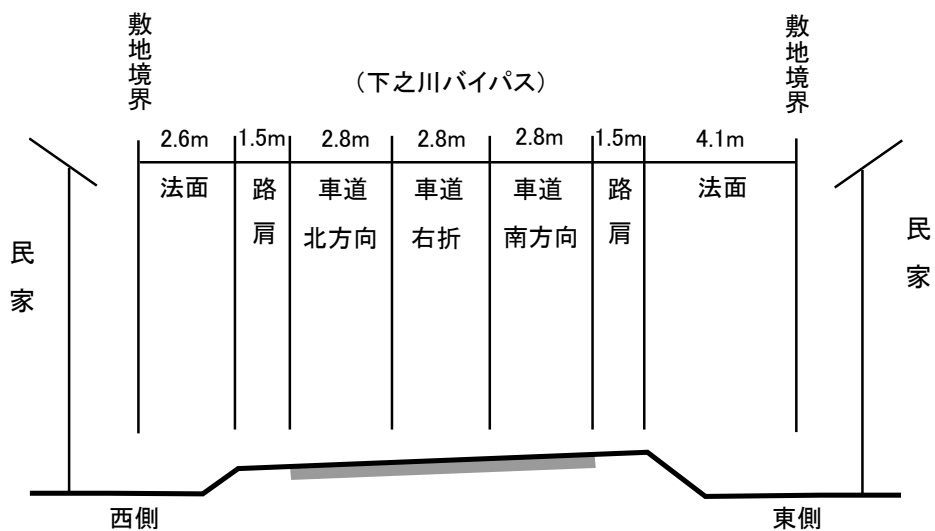 敷地境界
敷地境界
(下之川バイパス)
2.6m 1.5m 2.8m 2.8m 2.8m 1.5m 4.1m
法面 路肩 車道 車道 車道 路肩 法面
北方向 右折 南方向
民家
民家
西側 東側